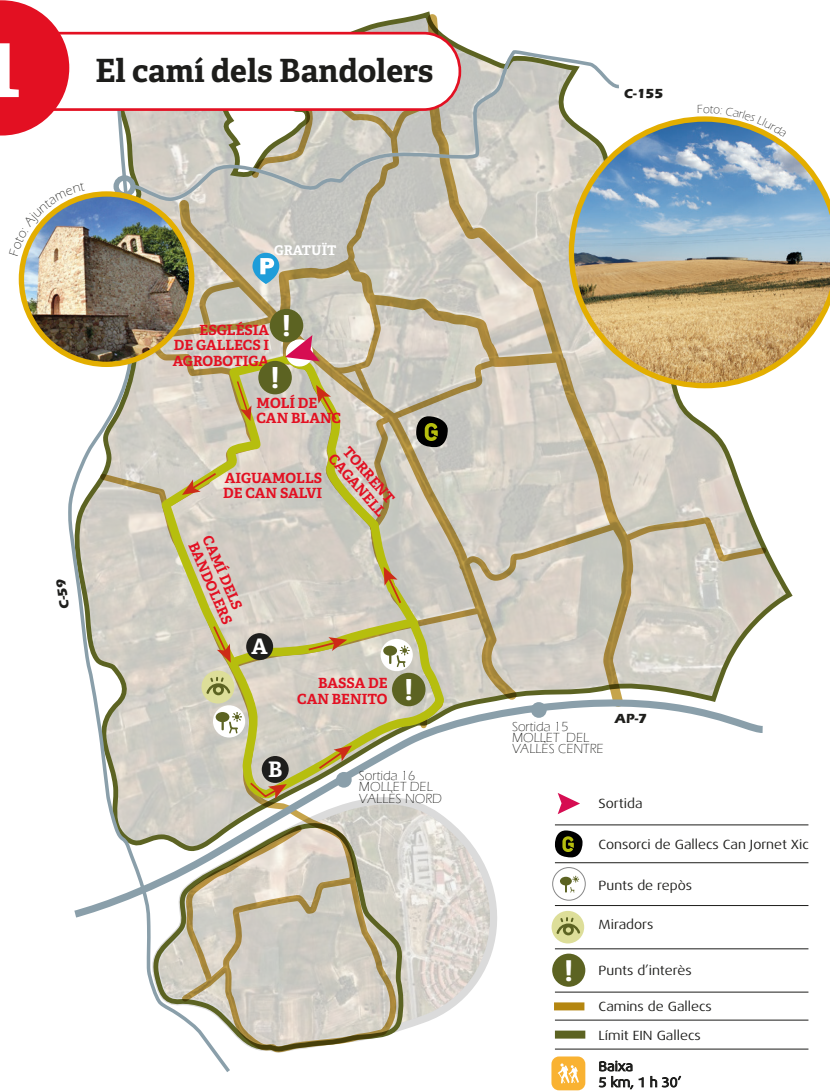 1
El camí dels Bandolers
C-155
Foto: Carles Llurda
Foto: Ajuntament
P
GRATUÏT
!
ESGLÉSIA
DE GALLECS I
AGROBOTIGA
!
MOLÍ DE
CAN BLANC
G
TORRENT
CAGANELL
AIGUAMOLLS
DE CAN SALVI
CAMÍ DELS
BANDOLERS
C-59
A
BASSA DE
CAN BENITO
!
B
AP-7
Sortida 15
MOLLET DEL
VALLÈS CENTRE
Sortida 16
MOLLET DEL
VALLÈS NORD
Sortida
G
Consorci de Gallecs Can Jornet Xic
Punts de repòs
Miradors
!
Punts d'interès
Camins de Gallecs
Límit EIN Gallecs
Baixa
5 km, 1 h 30'